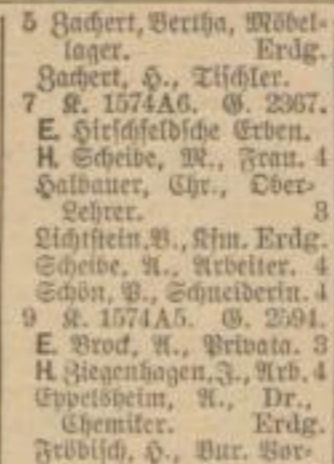 5 Zachert, Bertha, Möbel-
lager. Erdg.
Zachert, H., Tischler.
7 K. 1574A6. G. 2367.
E. Hirschfeldsche Erben.
H. Scheibe, M., Frau. 4
Halbauer, Chr., Ober-
Lehrer. 3
Lichtstein, B., Kfm. Erdg.
Scheibe, A., Arbeiter. 4
Schön, P., Schneiderin. 4
9 K. 1574A5. G. 2594.
E. Brock, A., Privata. 3
H. Ziegenhagen, J., Arb. 4
Eppelsheim, A., Dr.,
Chemiker. Erdg.
Fröbisch, H., Bur. Vor-